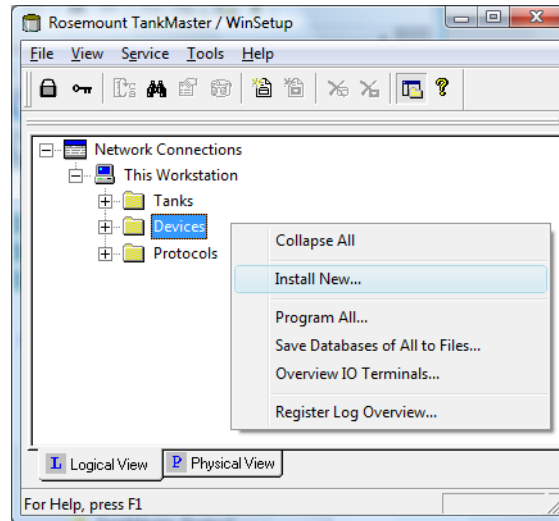 Rosemount TankMaster / WinSetup
File View Service Tools Help
Network Connections
This Workstation
Tanks
Devices
Protocols
Collapse All
Install New...
Program All...
Save Databases of All to Files...
Overview IO Terminals...
Register Log Overview...
L Logical View P Physical View
For Help, press F1